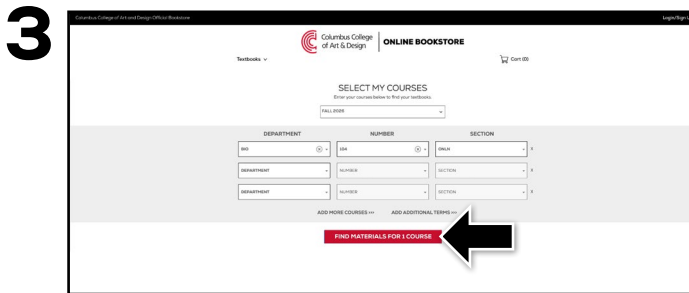 3
Columbus College of Art and Design Official Bookstore
Login/Sign
Columbus College of Art & Design
ONLINE BOOKSTORE
Textbooks
Cart (0)
SELECT MY COURSES
Enter your courses below to find your textbooks.
FALL 2025
DEPARTMENT NUMBER SECTION
BIO 104 ONLN X
DEPARTMENT NUMBER SECTION X
DEPARTMENT NUMBER SECTION X
ADD MORE COURSES >>> ADD ADDITIONAL TERMS >>>
FIND MATERIALS FOR 1 COURSE